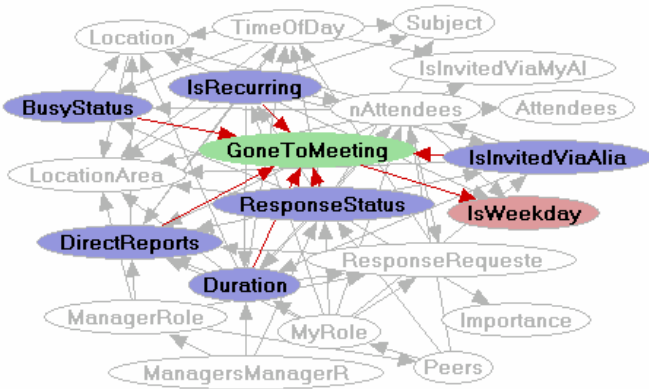 Location
TimeOfDay
Subject
IsInvitedViaMyAl
IsRecurring
BusyStatus
nAttendees
Attendees
GoneToMeeting
IsInvitedViaAlia
LocationArea
ResponseStatus
IsWeekday
DirectReports
ResponseRequeste
Duration
ManagerRole
MyRole
Importance
ManagersManagerR
Peers